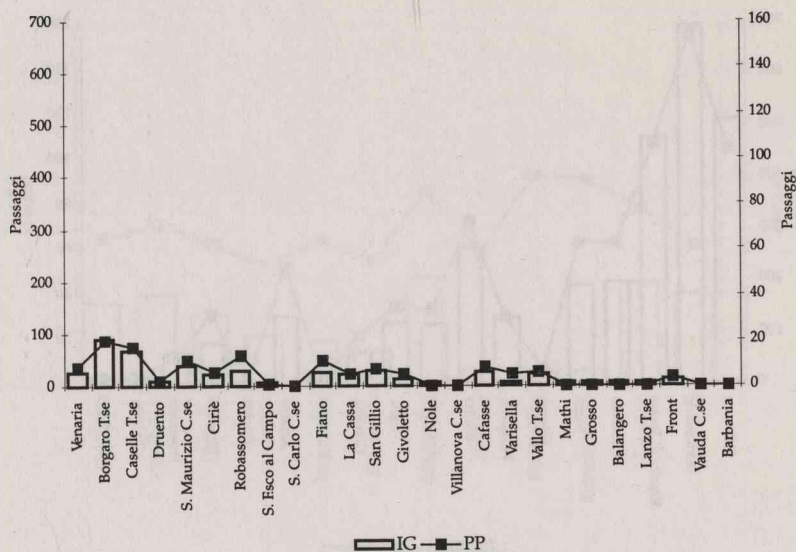 700
600
500
400
300
200
100
0
Passaggi
160
140
120
100
80
60
40
20
0
Passaggi
Venaria
Borgaro T.se
Caselle T.se
Druento
S. Maurizio C.se
Ciriè
Robassomero
S. Esco al Campo
S. Carlo C.se
Fiano
La Cassa
San Gillio
Givoletto
Nole
Villanova C.se
Cafasse
Varisella
Vallo T.se
Mathi
Grosso
Balangero
Lanzo T.se
Front
Vauda C.se
Barbania
IG PP